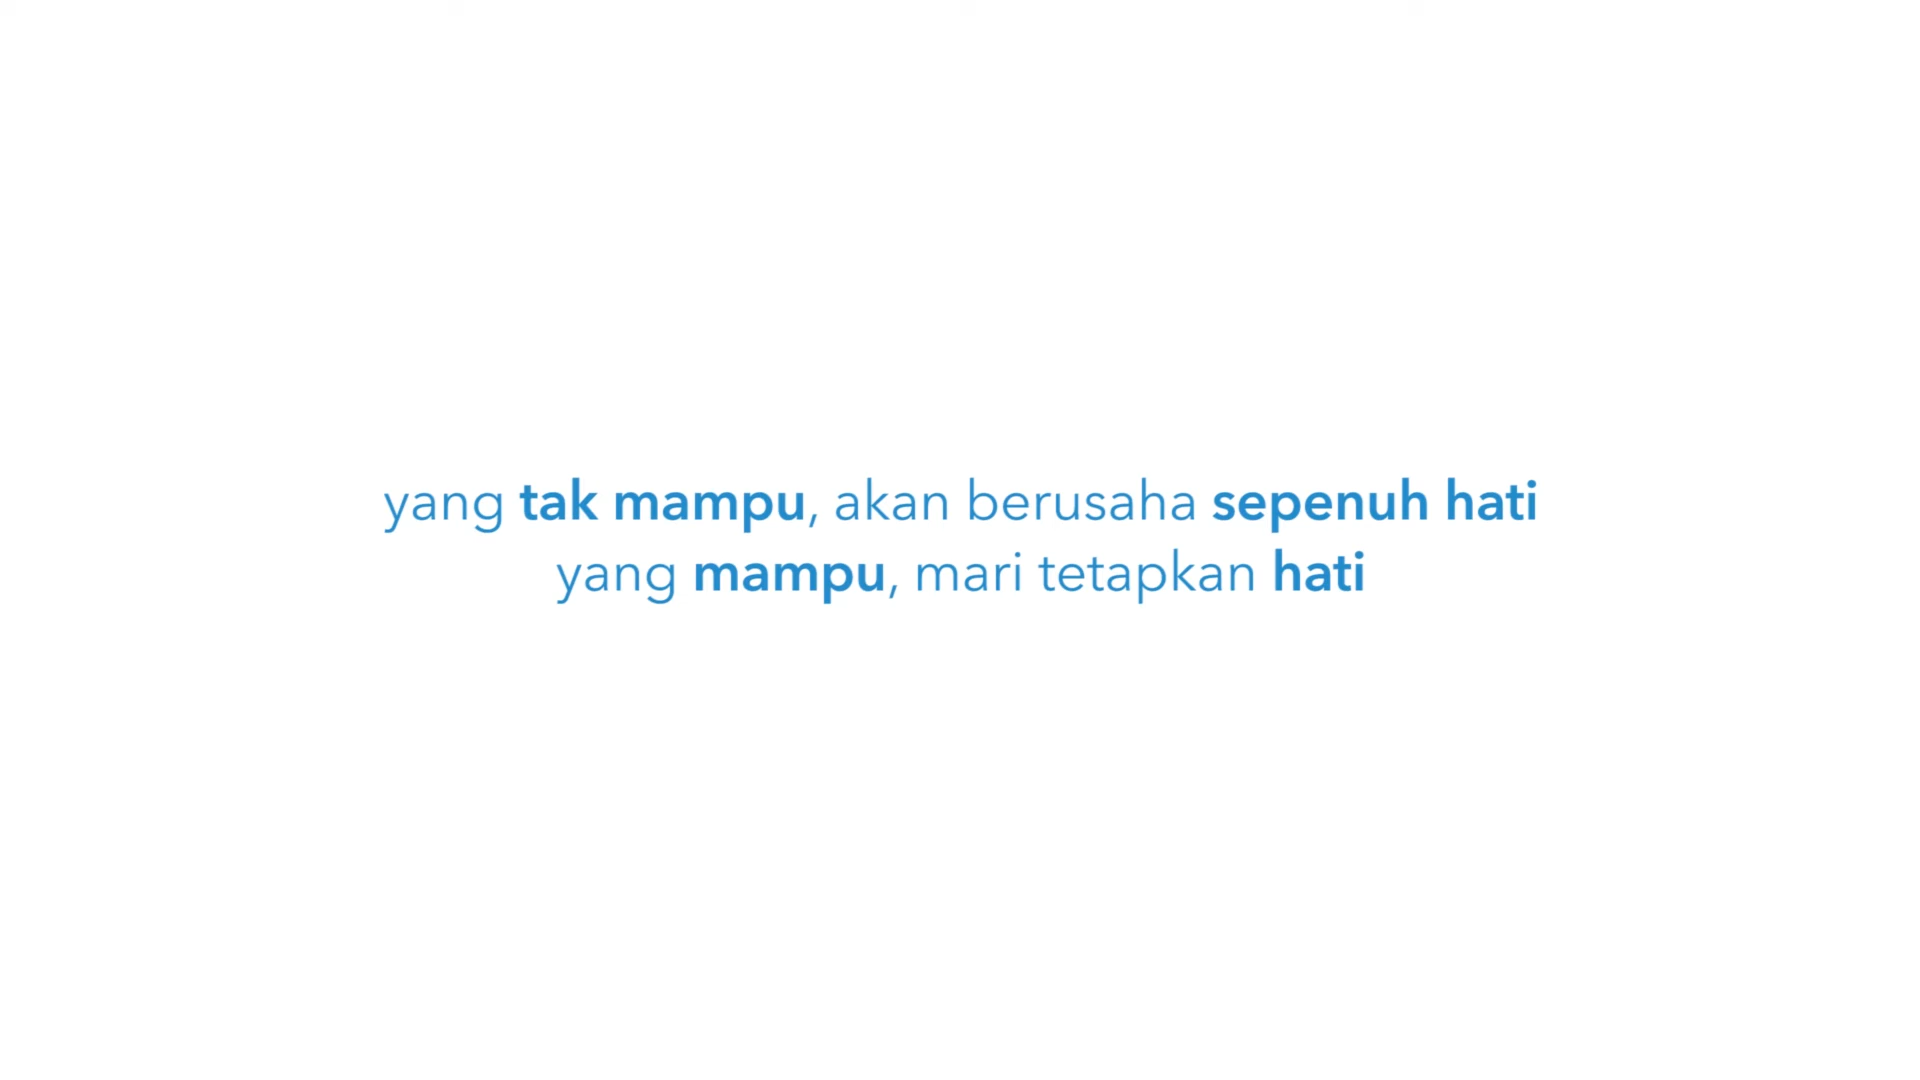 yang tak mampu, akan berusaha sepenuh hati
yang mampu, mari tetapkan hati